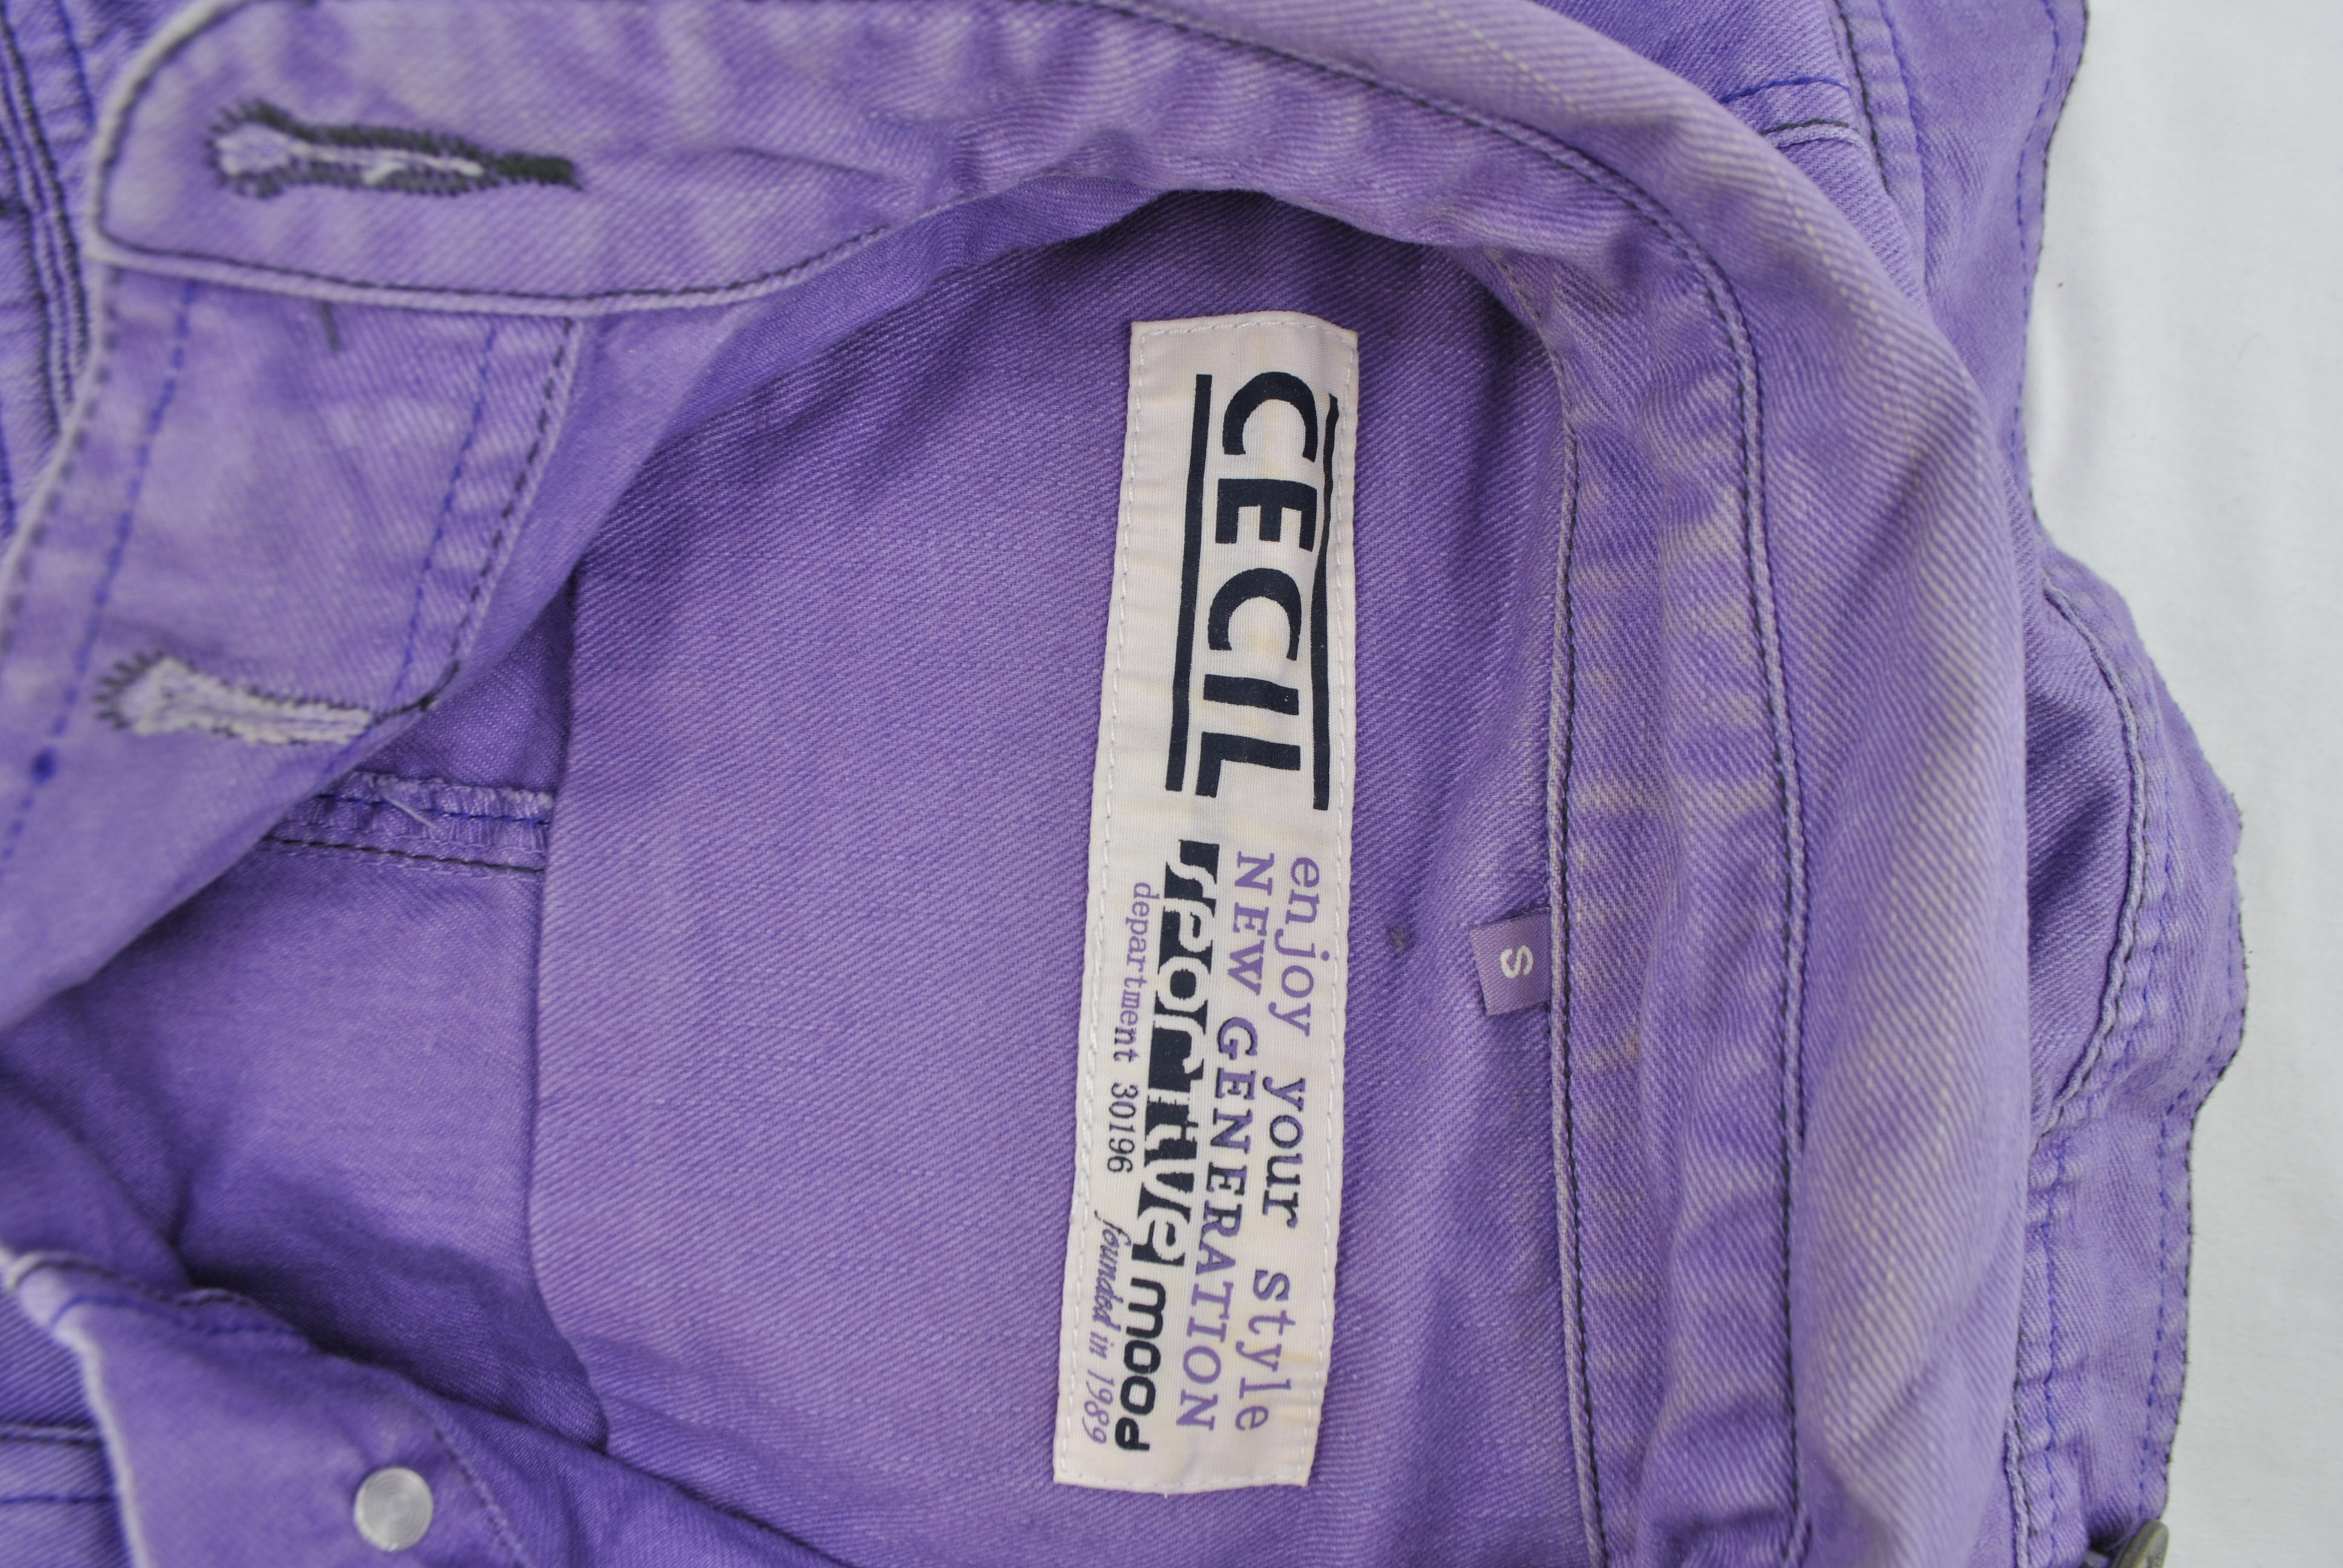 CECIL
enjoy your style
NEW GENERATION
sportive mood
department 30196
founded in 1989
S